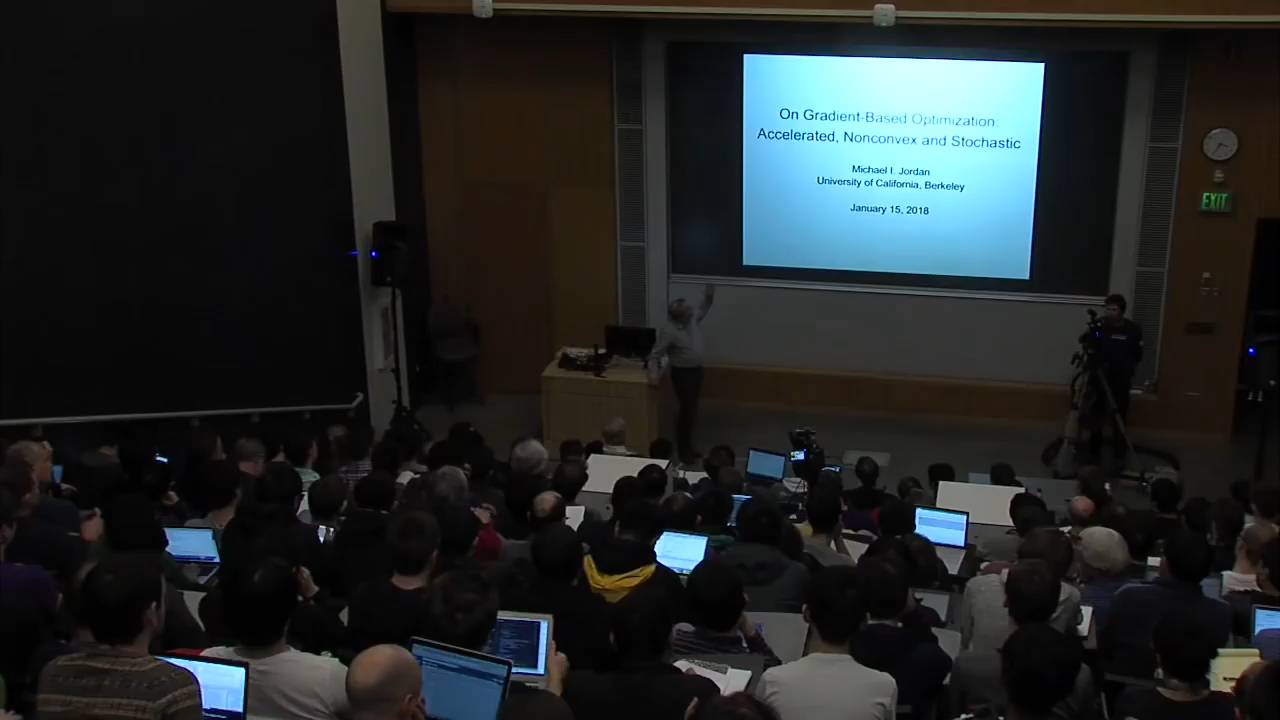 On Gradient-Based Optimization:
Accelerated, Nonconvex and Stochastic
Michael I. Jordan
University of California, Berkeley
January 15, 2018
EXIT